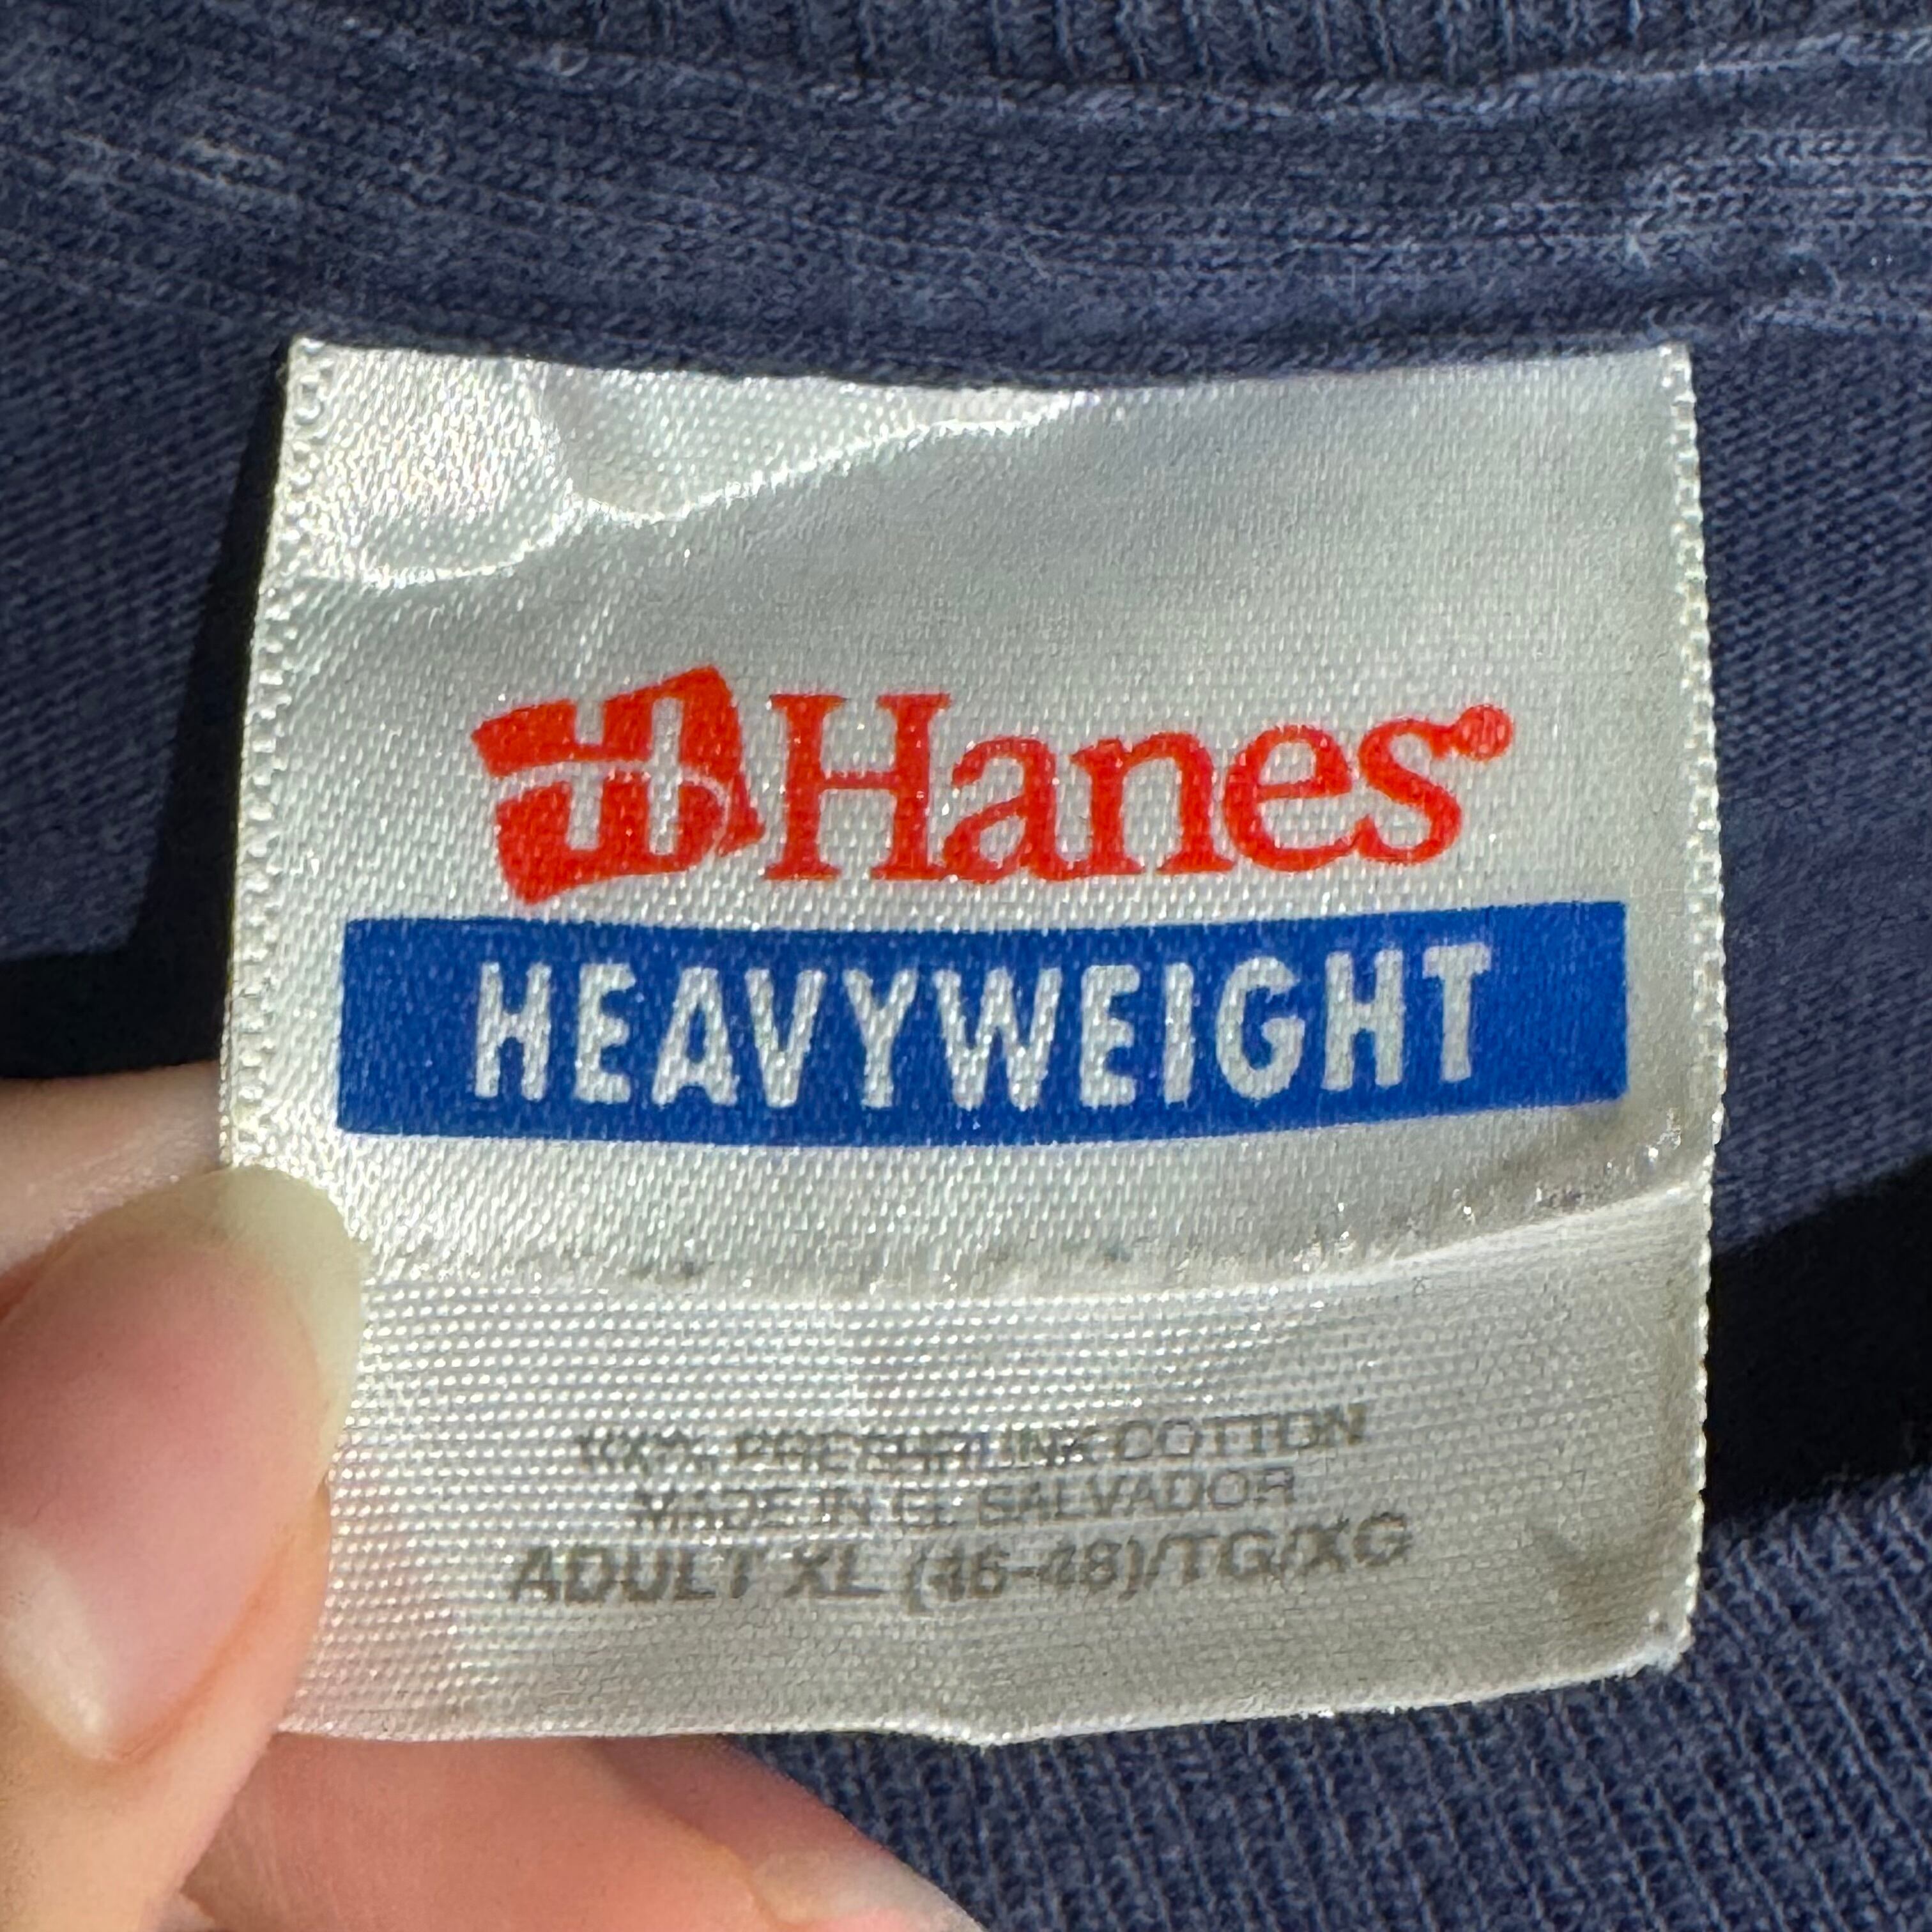 Hanes
HEAVYWEIGHT
100% PRESHRUNK COTTON
MADE IN EL SALVADOR
ADULT XL (46-48)/TG/XG